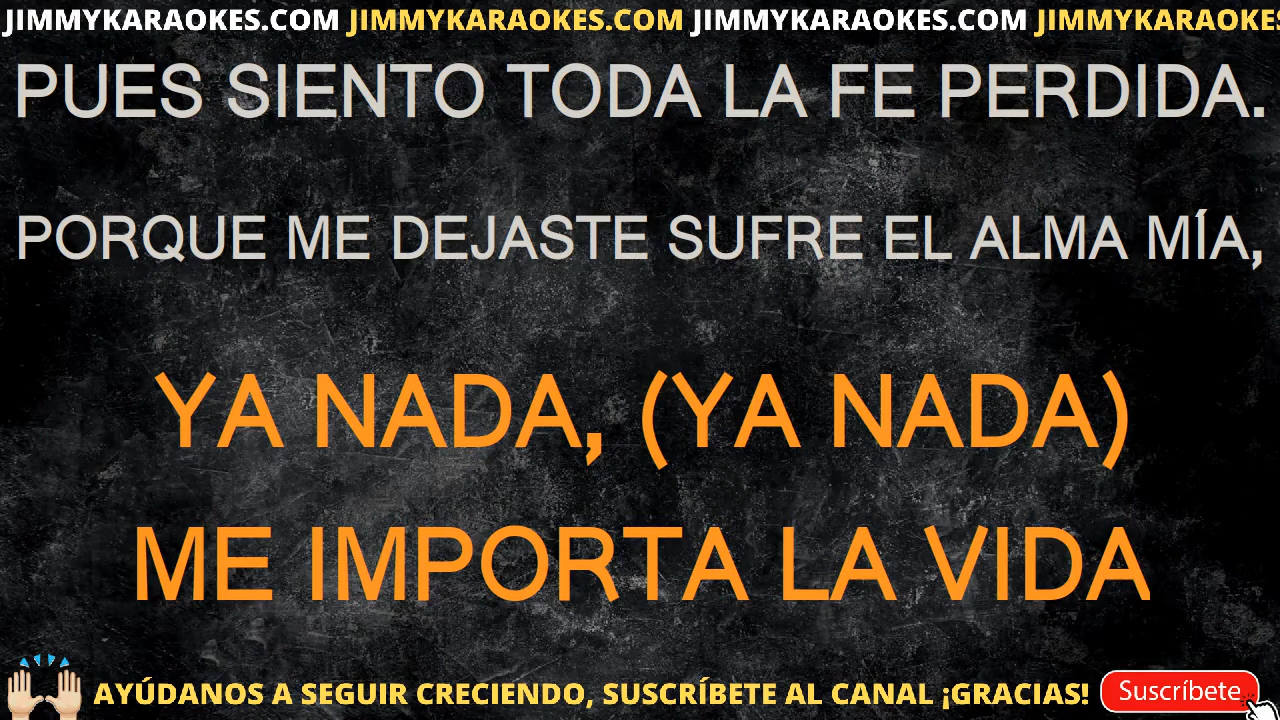 JIMMYKARAOKES.COM JIMMYKARAOKES.COM JIMMYKARAOKES.COM JIMMYKARAOKES
PUES SIENTO TODA LA FE PERDIDA.
PORQUE ME DEJASTE SUFRE EL ALMA MÍA,
YA NADA, (YA NADA)
ME IMPORTA LA VIDA
AYÚDANOS A SEGUIR CRECIENDO, SUSCRÍBETE AL CANAL ¡GRACIAS! Suscríbete